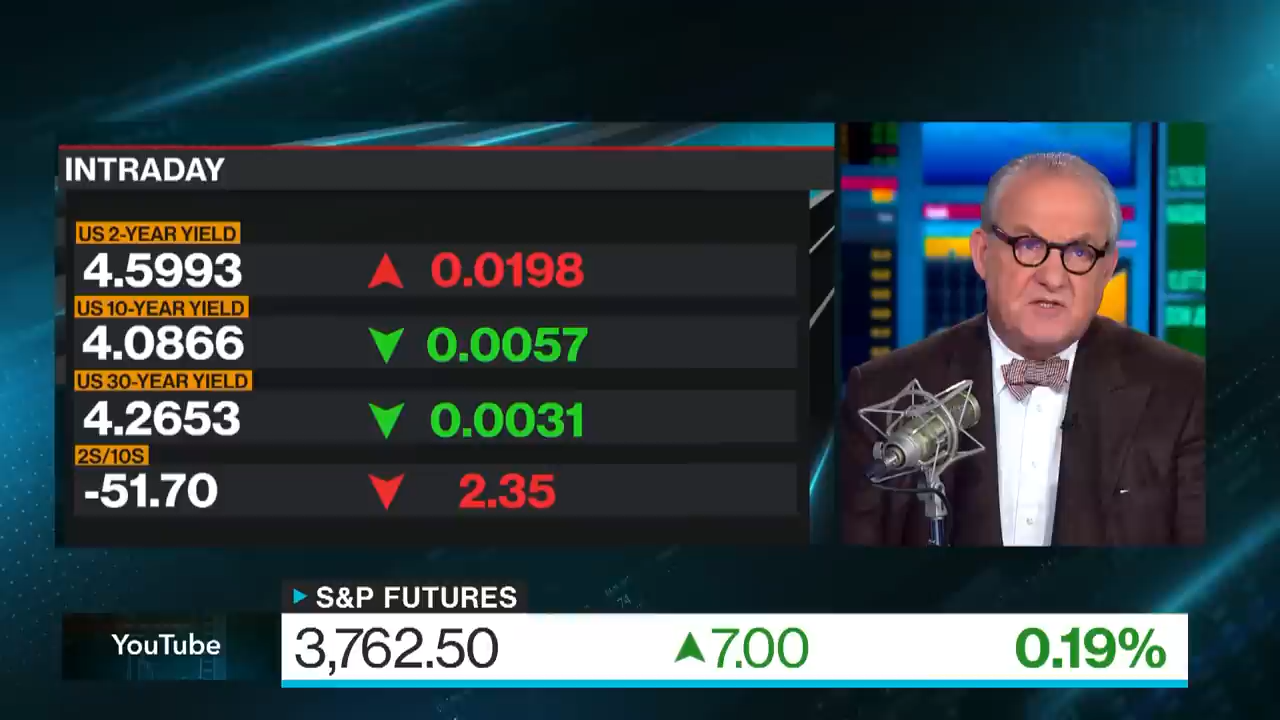 INTRADAY
US 2-YEAR YIELD
4.5993 ▲ 0.0198
US 10-YEAR YIELD
4.0866 ▼ 0.0057
US 30-YEAR YIELD
4.2653 ▼ 0.0031
2S/10S
-51.70 ▼ 2.35
S&P FUTURES
YouTube 3,762.50 ▲7.00 0.19%